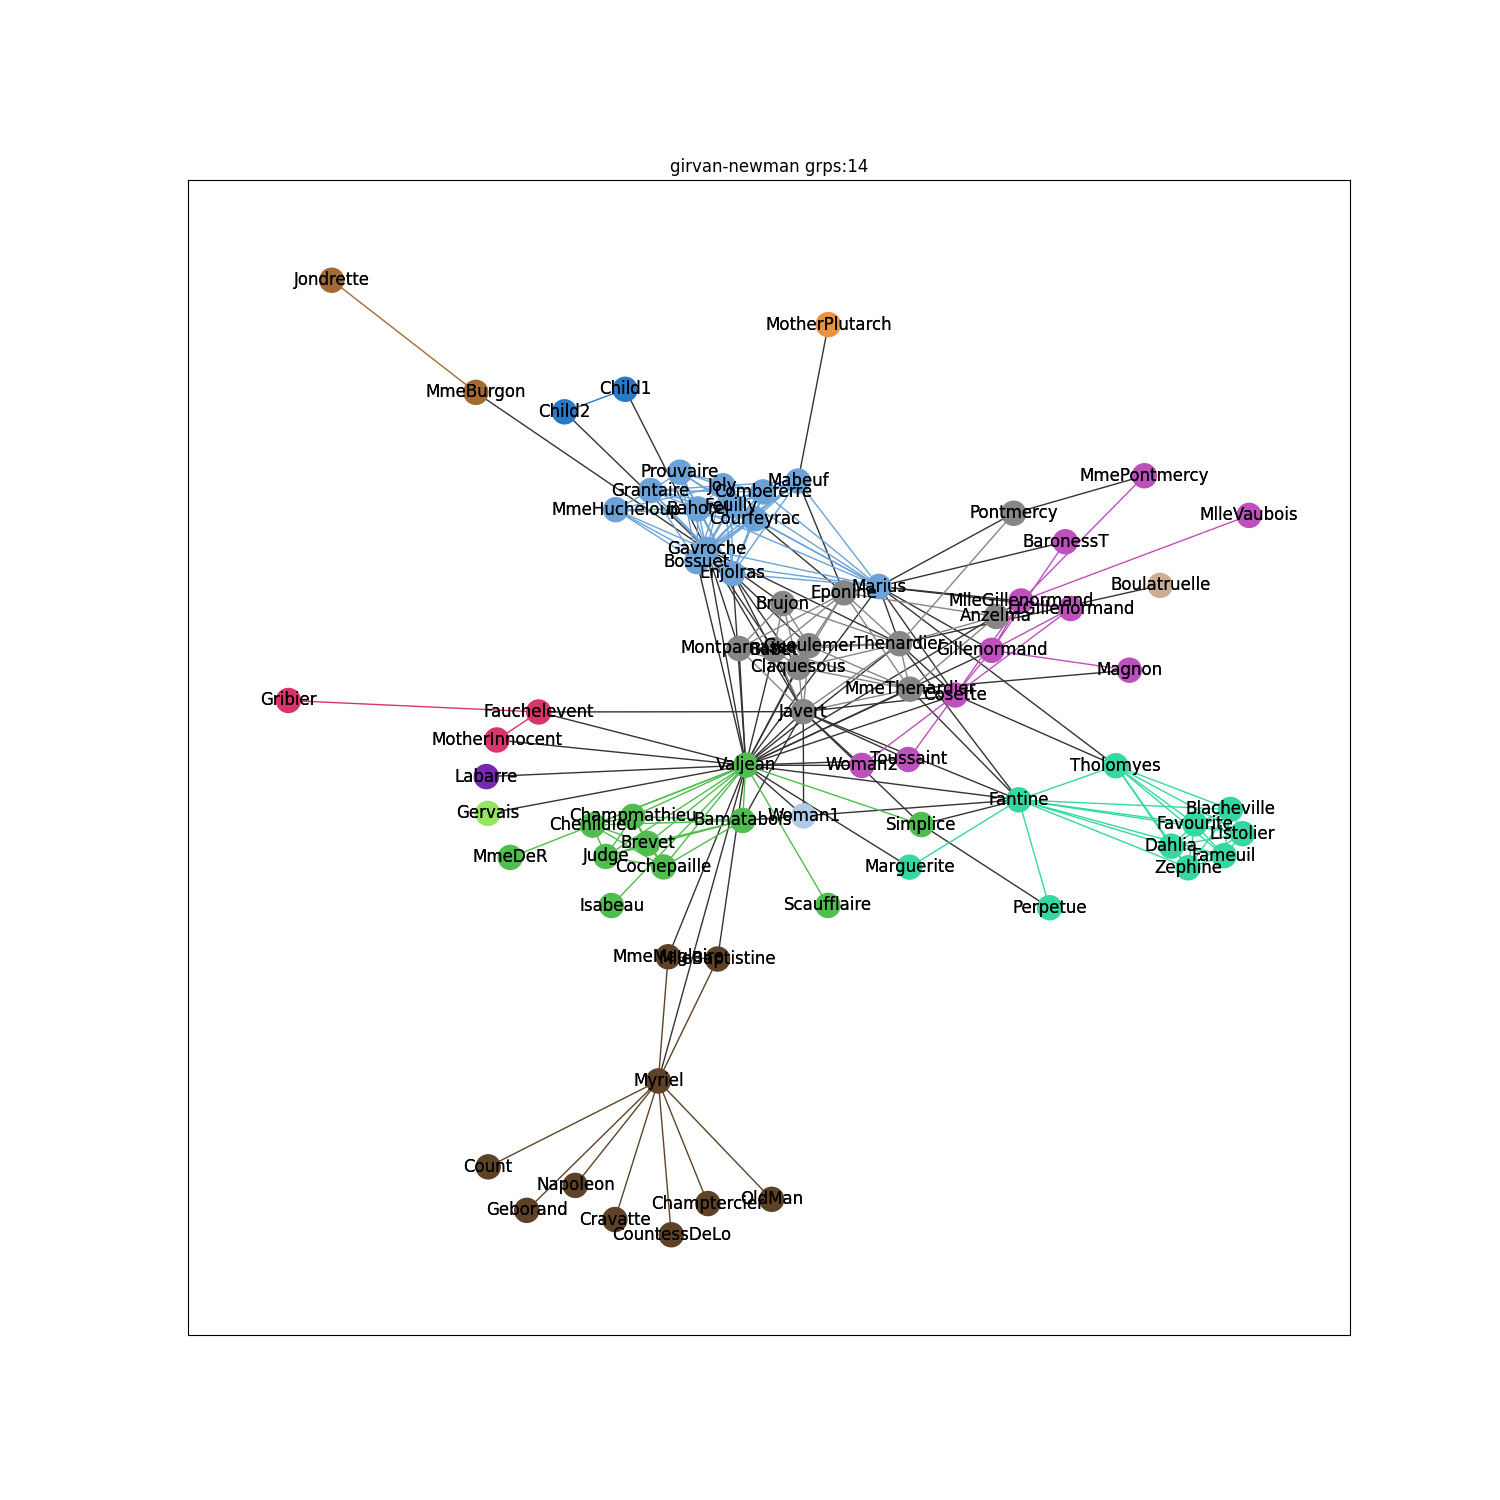 girvan-newman grps:14
Jondrette
MotherPlutarch
Child1
MmeBurgon
Child2
Prouvaire
MmePontmercy
Mabeuf
Joly
Grantaire
Combeferre
Feuilly
Bahorel
MmeHucheloup
Pontmercy
MlleVaubois
Courfeyrac
BaronessT
Gavroche
Bossuet
Enjolras
Boulatruelle
Marius
Eponine
MlleGillenormand
Brujon
LtGillenormand
Anzelma
Thenardier
Gueulemer
Gillenormand
Claquesous
Magnon
MmeThenardier
Cosette
Gribier
Fauchelevent
Javert
MotherInnocent
Toussaint
Valjean
Woman2
Tholomyes
Labarre
Fantine
Blacheville
Gervais
Champmathieu
Woman1
Bamatabois
Favourite
Chenildieu
Simplice
Listolier
Brevet
Dahlia
MmeDeR
Judge
Fameuil
Cochepaille
Marguerite
Zephine
Isabeau
Scaufflaire
Perpetue
Myriel
Count
Napoleon
OldMan
Champtercier
Geborand
Cravatte
CountessDeLo